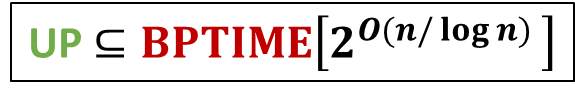 UP ⊆ BPTIME[2^{O(n/ log n)} ]